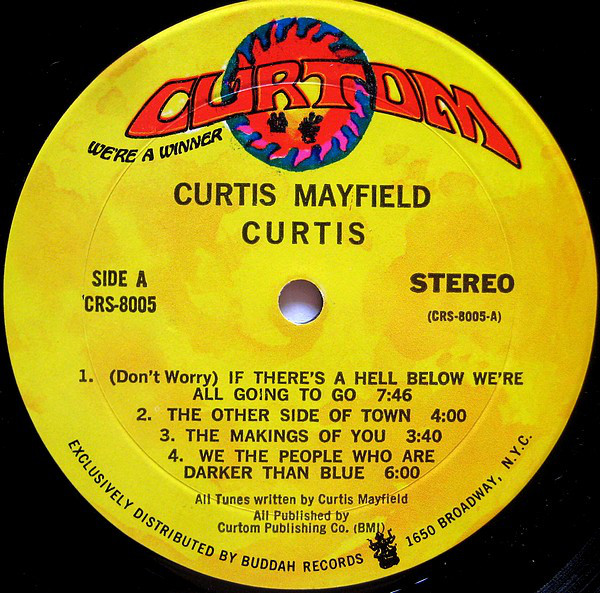 CURTOM
WE'RE A WINNER
CURTIS MAYFIELD
CURTIS
SIDE A
CRS-8005
STEREO
(CRS-8005-A)
1. (Don't Worry) IF THERE'S A HELL BELOW WE'RE
ALL GOING TO GO 7:46
2. THE OTHER SIDE OF TOWN 4:00
3. THE MAKINGS OF YOU 3:40
4. WE THE PEOPLE WHO ARE
DARKER THAN BLUE 6:00
All Tunes written by Curtis Mayfield
All Published by
Curtom Publishing Co. (BMI)
EXCLUSIVELY DISTRIBUTED BY BUDDAH RECORDS 1650 BROADWAY, N.Y.C.